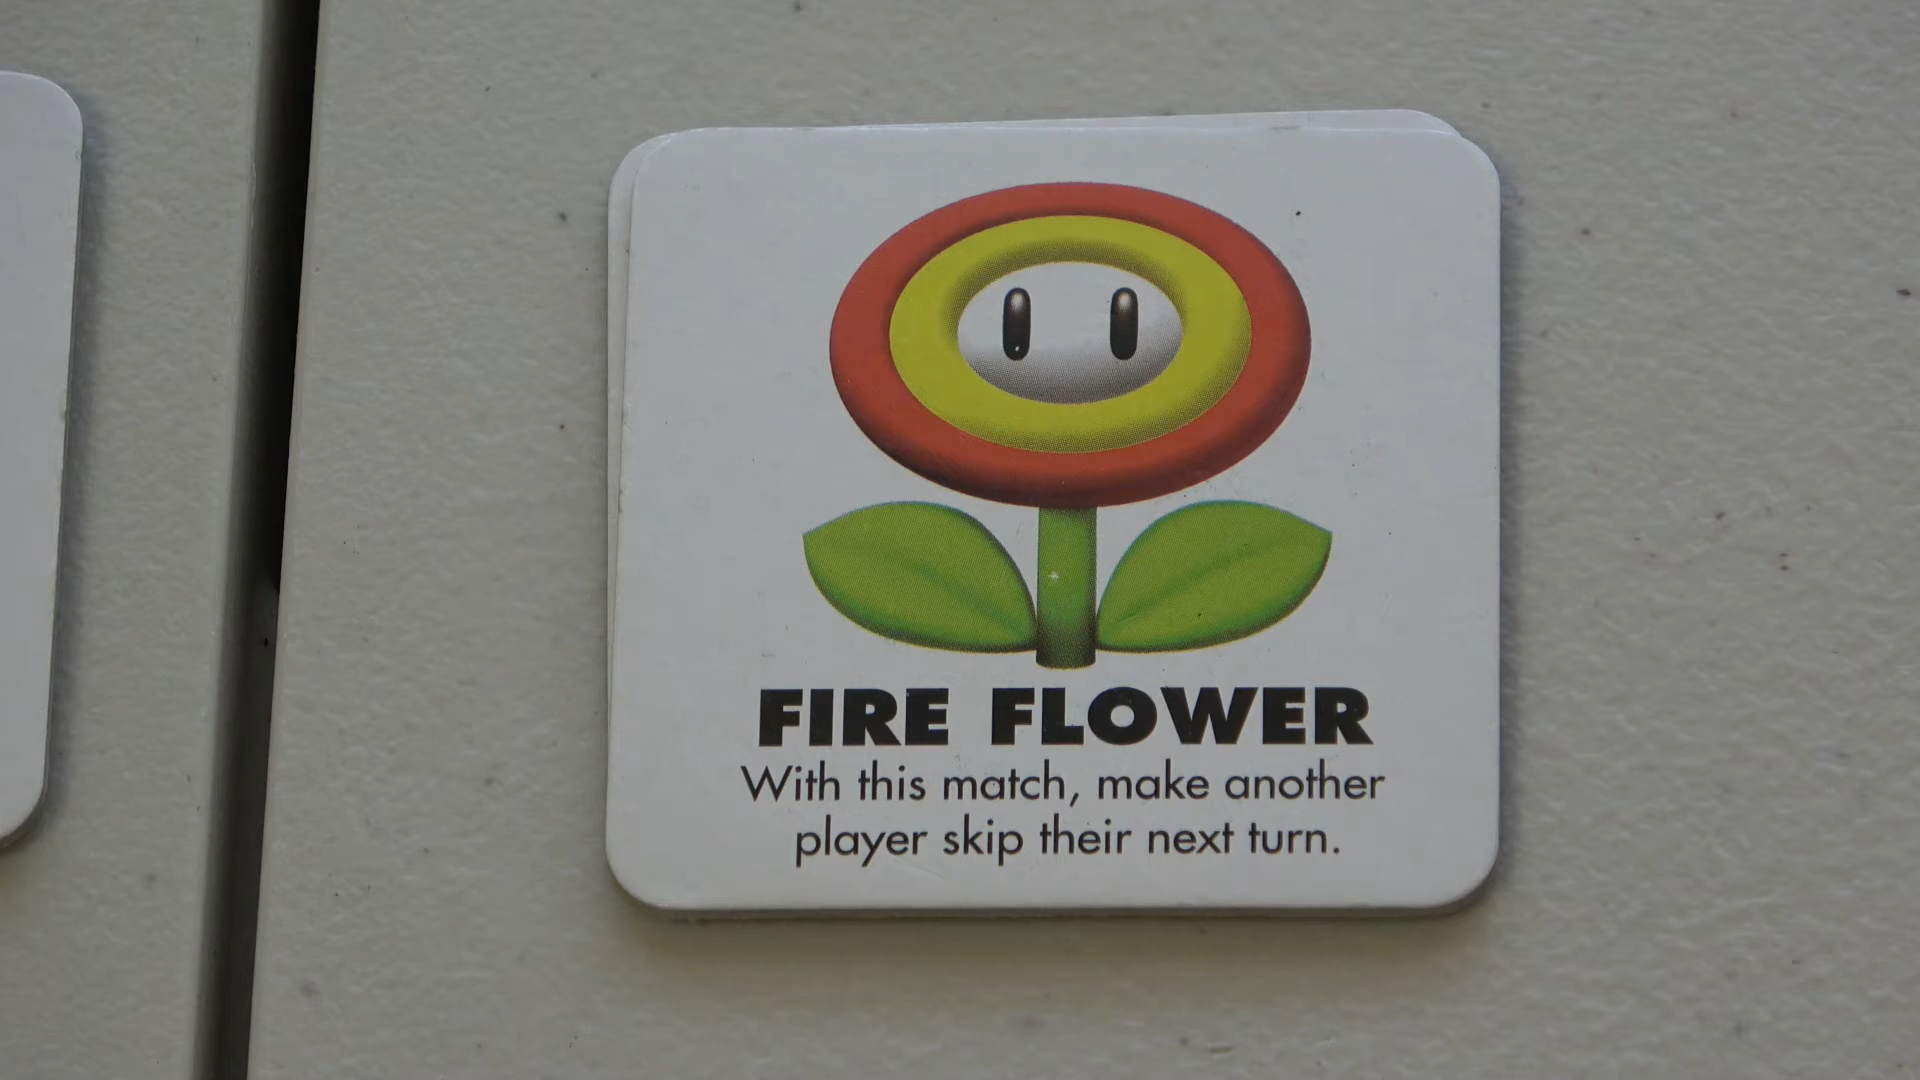 FIRE FLOWER
With this match, make another
player skip their next turn.